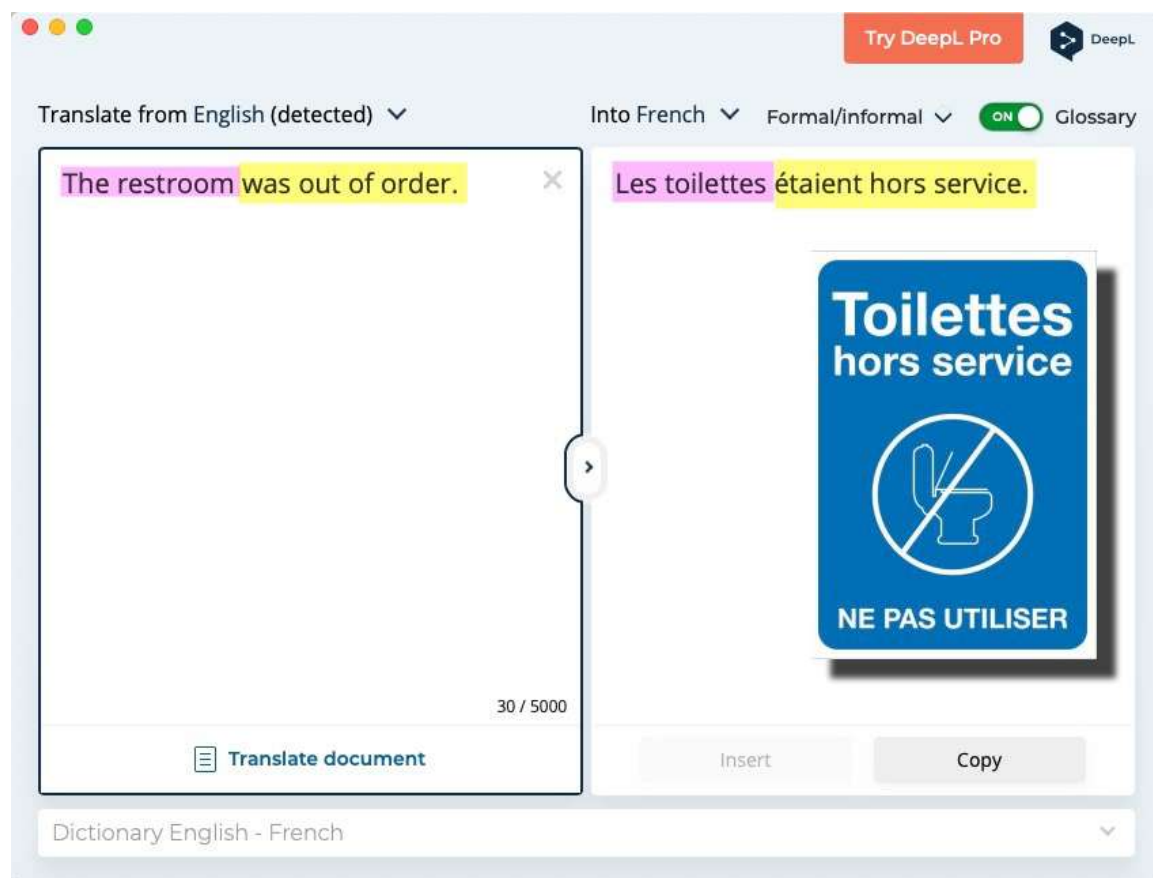 Try DeepL Pro
DeepL
Translate from English (detected)
Into French
Formal/informal
ON
Glossary
The restroom was out of order.
30 / 5000
Translate document
Les toilettes étaient hors service.
Toilettes
hors service
NE PAS UTILISER
Insert
Copy
Dictionary English - French